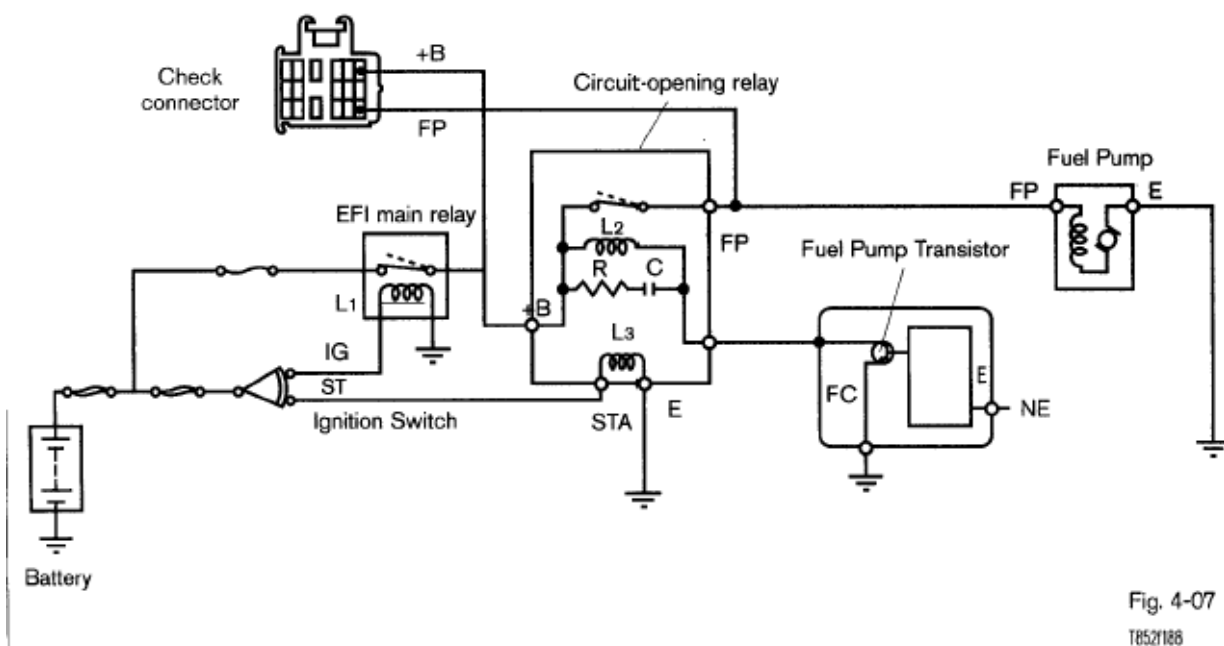 Check
connector
+B
FP
Circuit-opening relay
Fuel Pump
FP
E
EFI main relay
L1
L2
R
C
FP
Fuel Pump Transistor
+B
L3
IG
ST
Ignition Switch
STA
E
FC
E
NE
Battery
Fig. 4-07
T852f188